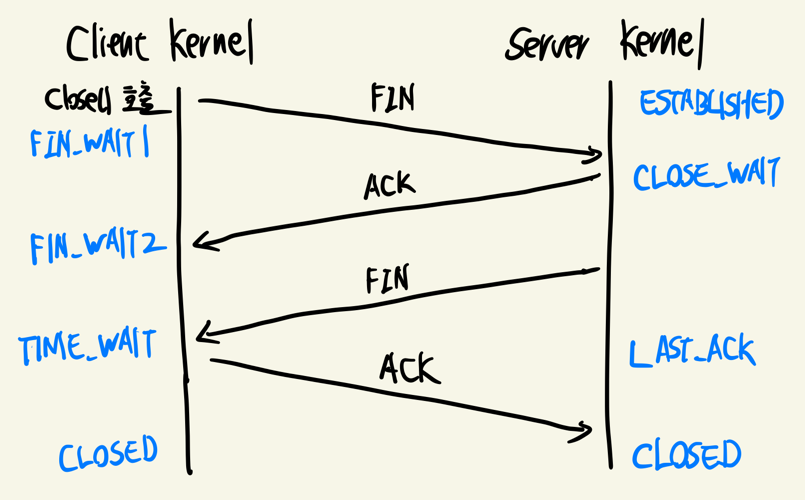 Client Kernel
Server Kernel
close() 호출
FIN
ESTABLISHED
FIN_WAIT1
CLOSE_WAIT
ACK
FIN_WAIT2
FIN
TIME_WAIT
LAST_ACK
ACK
CLOSED
CLOSED